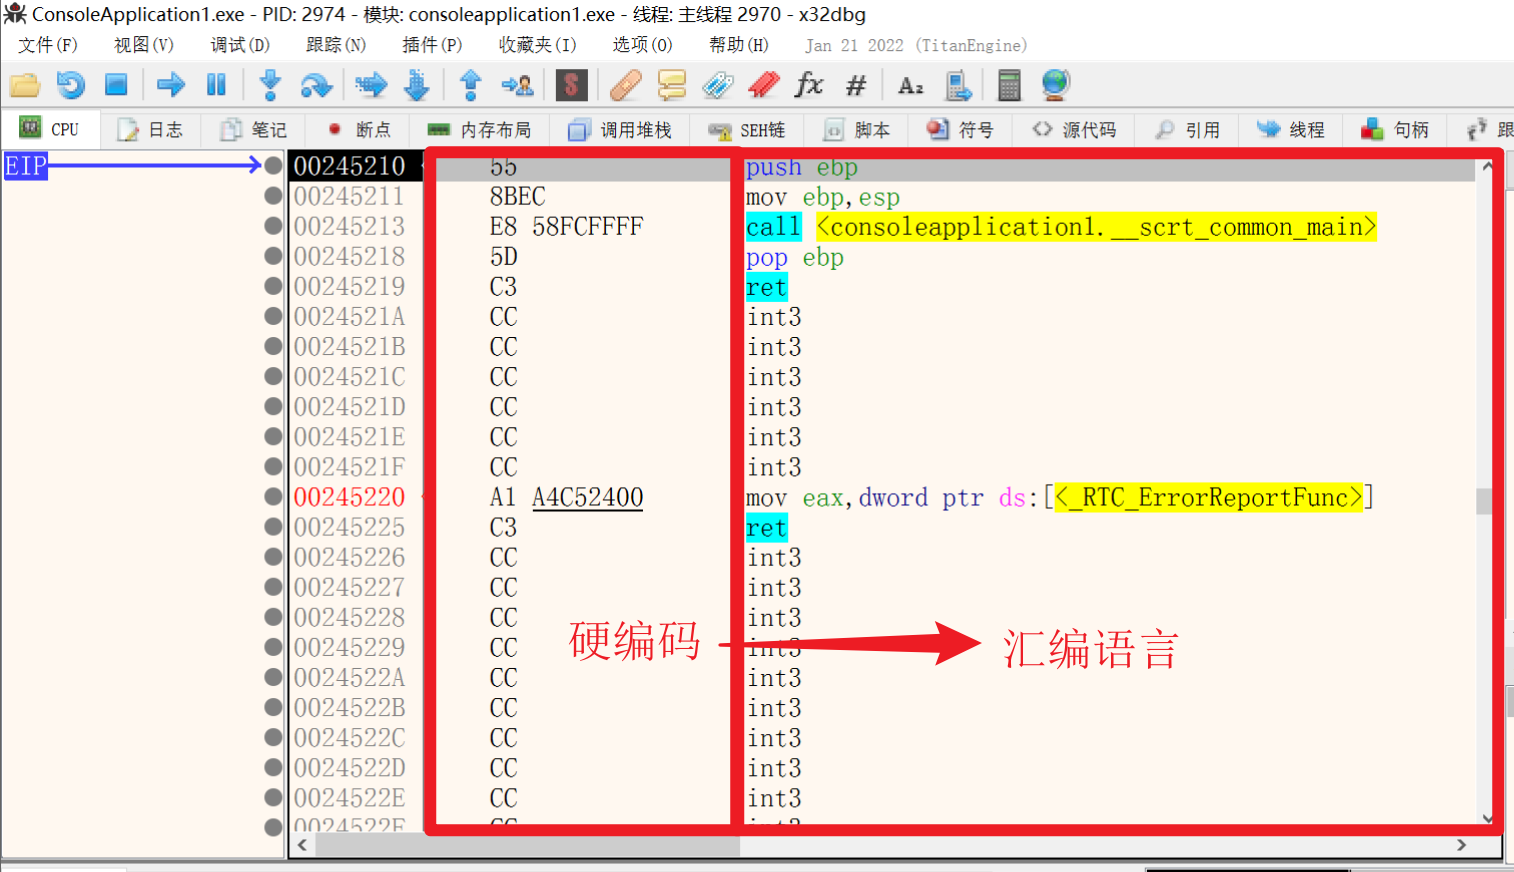 ConsoleApplication1.exe - PID: 2974 - 模块: consoleapplication1.exe - 线程: 主线程 2970 - x32dbg
文件(F) 视图(V) 调试(D) 跟踪(N) 插件(P) 收藏夹(I) 选项(O) 帮助(H) Jan 21 2022 (TitanEngine)
CPU 日志 笔记 断点 内存布局 调用堆栈 SEH链 脚本 符号 源代码 引用 线程 句柄 跟
EIP 00245210 55 push ebp
00245211 8BEC mov ebp,esp
00245213 E8 58FCFFFF call <consoleapplication1.__scrt_common_main>
00245218 5D pop ebp
00245219 C3 ret
0024521A CC int3
0024521B CC int3
0024521C CC int3
0024521D CC int3
0024521E CC int3
0024521F CC int3
00245220 A1 A4C52400 mov eax,dword ptr ds:[<_RTC_ErrorReportFunc>]
00245225 C3 ret
00245226 CC int3
00245227 CC int3
00245228 CC int3
00245229 CC int3
硬编码 汇编语言
0024522A CC int3
0024522B CC int3
0024522C CC int3
0024522D CC int3
0024522E CC int3
0024522F CC int3